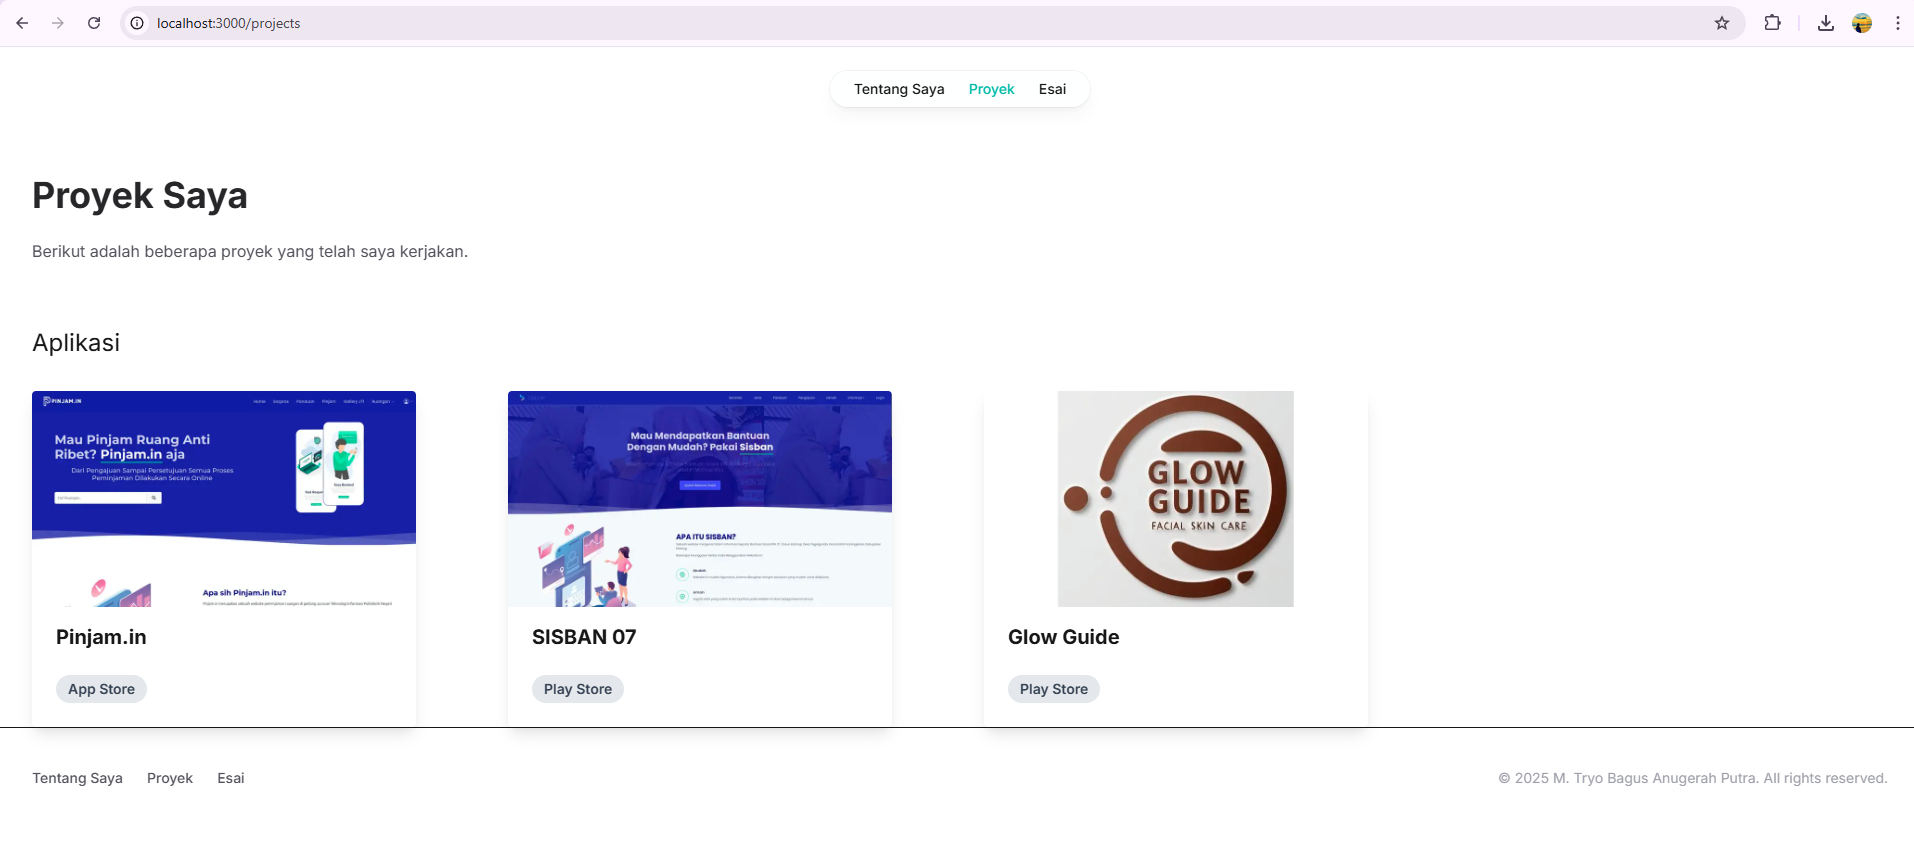 localhost:3000/projects
Tentang Saya Proyek Esai
Proyek Saya
Berikut adalah beberapa proyek yang telah saya kerjakan.
Aplikasi
PINJAM.IN
Home
Mau Pinjam Ruang Anti
Ribet? Pinjam.in aja
Dari Pengajuan Sampai Persetujuan Semua Proses
Peminjaman Dilakukan Secara Online
Apa sih Pinjam.in itu?
Mau Mendapatkan Bantuan
Dengan Mudah? Pakai Sisban
APA ITU SISBAN?
GLOW
GUIDE
FACIAL SKIN CARE
Pinjam.in
App Store
SISBAN 07
Play Store
Glow Guide
Play Store
Tentang Saya Proyek Esai
© 2025 M. Tryo Bagus Anugerah Putra. All rights reserved.